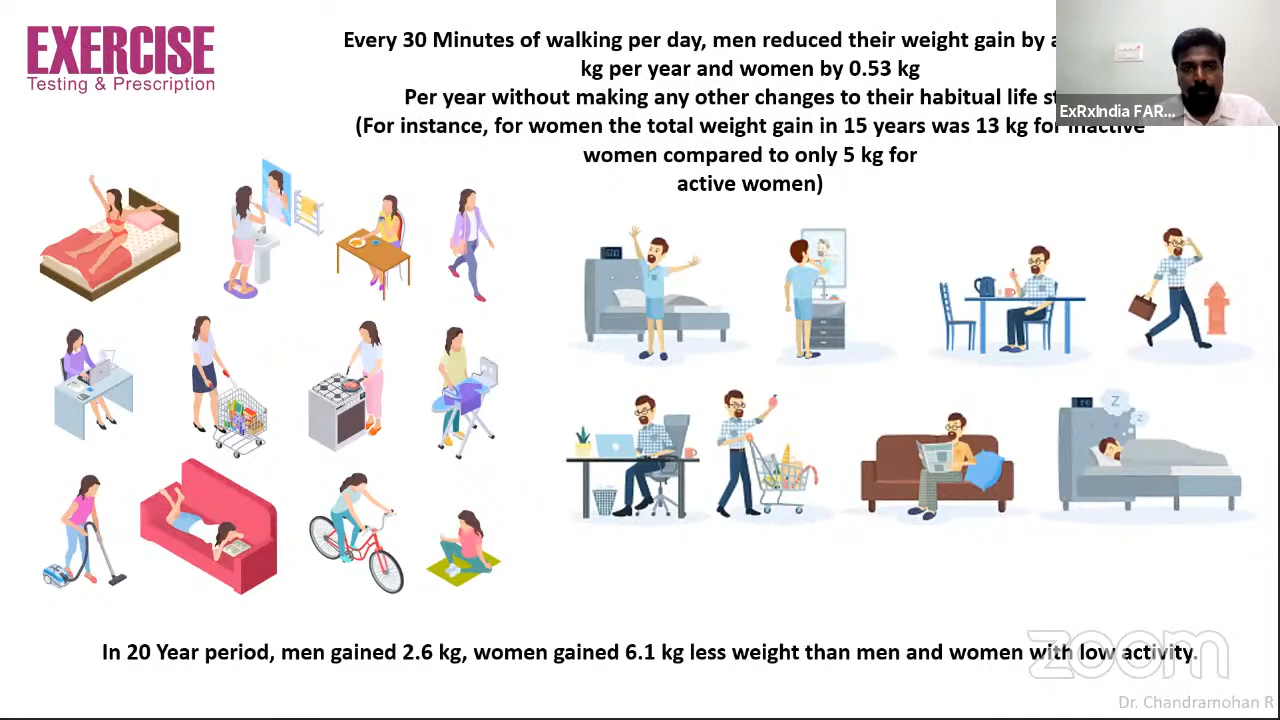 EXERCISE
Testing & Prescription
Every 30 Minutes of walking per day, men reduced their weight gain by a
kg per year and women by 0.53 kg
Per year without making any other changes to their habitual life st
(For instance, for women the total weight gain in 15 years was 13 kg for inactive
women compared to only 5 kg for
active women)
ExRxIndia FAR...
Z
Z
In 20 Year period, men gained 2.6 kg, women gained 6.1 kg less weight than men and women with low activity.
zoom
Dr. Chandramohan R